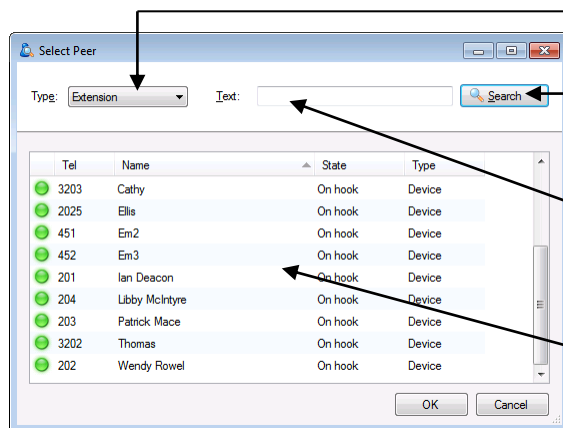 Select Peer
Type: Extension Text: Search
Tel Name State Type
3203 Cathy On hook Device
2025 Ellis On hook Device
451 Em2 On hook Device
452 Em3 On hook Device
201 Ian Deacon On hook Device
204 Libby McIntyre On hook Device
203 Patrick Mace On hook Device
3202 Thomas On hook Device
202 Wendy Rowel On hook Device
OK Cancel